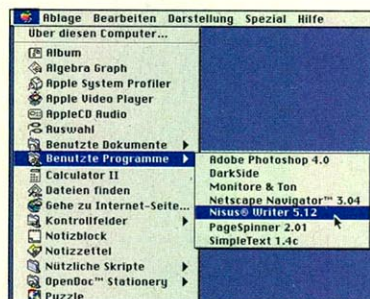 Ablage Bearbeiten Darstellung Spezial Hilfe
Über diesen Computer...
Album
Algebra Graph
Apple System Profiler
Apple Video Player
AppleCD Audio
Auswahl
Benutzte Dokumente
Benutzte Programme
Calculator II
Dateien finden
Gehe zu Internet-Seite...
Kontrollfelder
Notizblock
Notizzettel
Nützliche Skripte
OpenDoc™ Stationery
Puzzle
Adobe Photoshop 4.0
DarkSide
Monitore & Ton
Netscape Navigator™ 3.04
Nisus® Writer 5.12
PageSpinner 2.01
SimpleText 1.4c